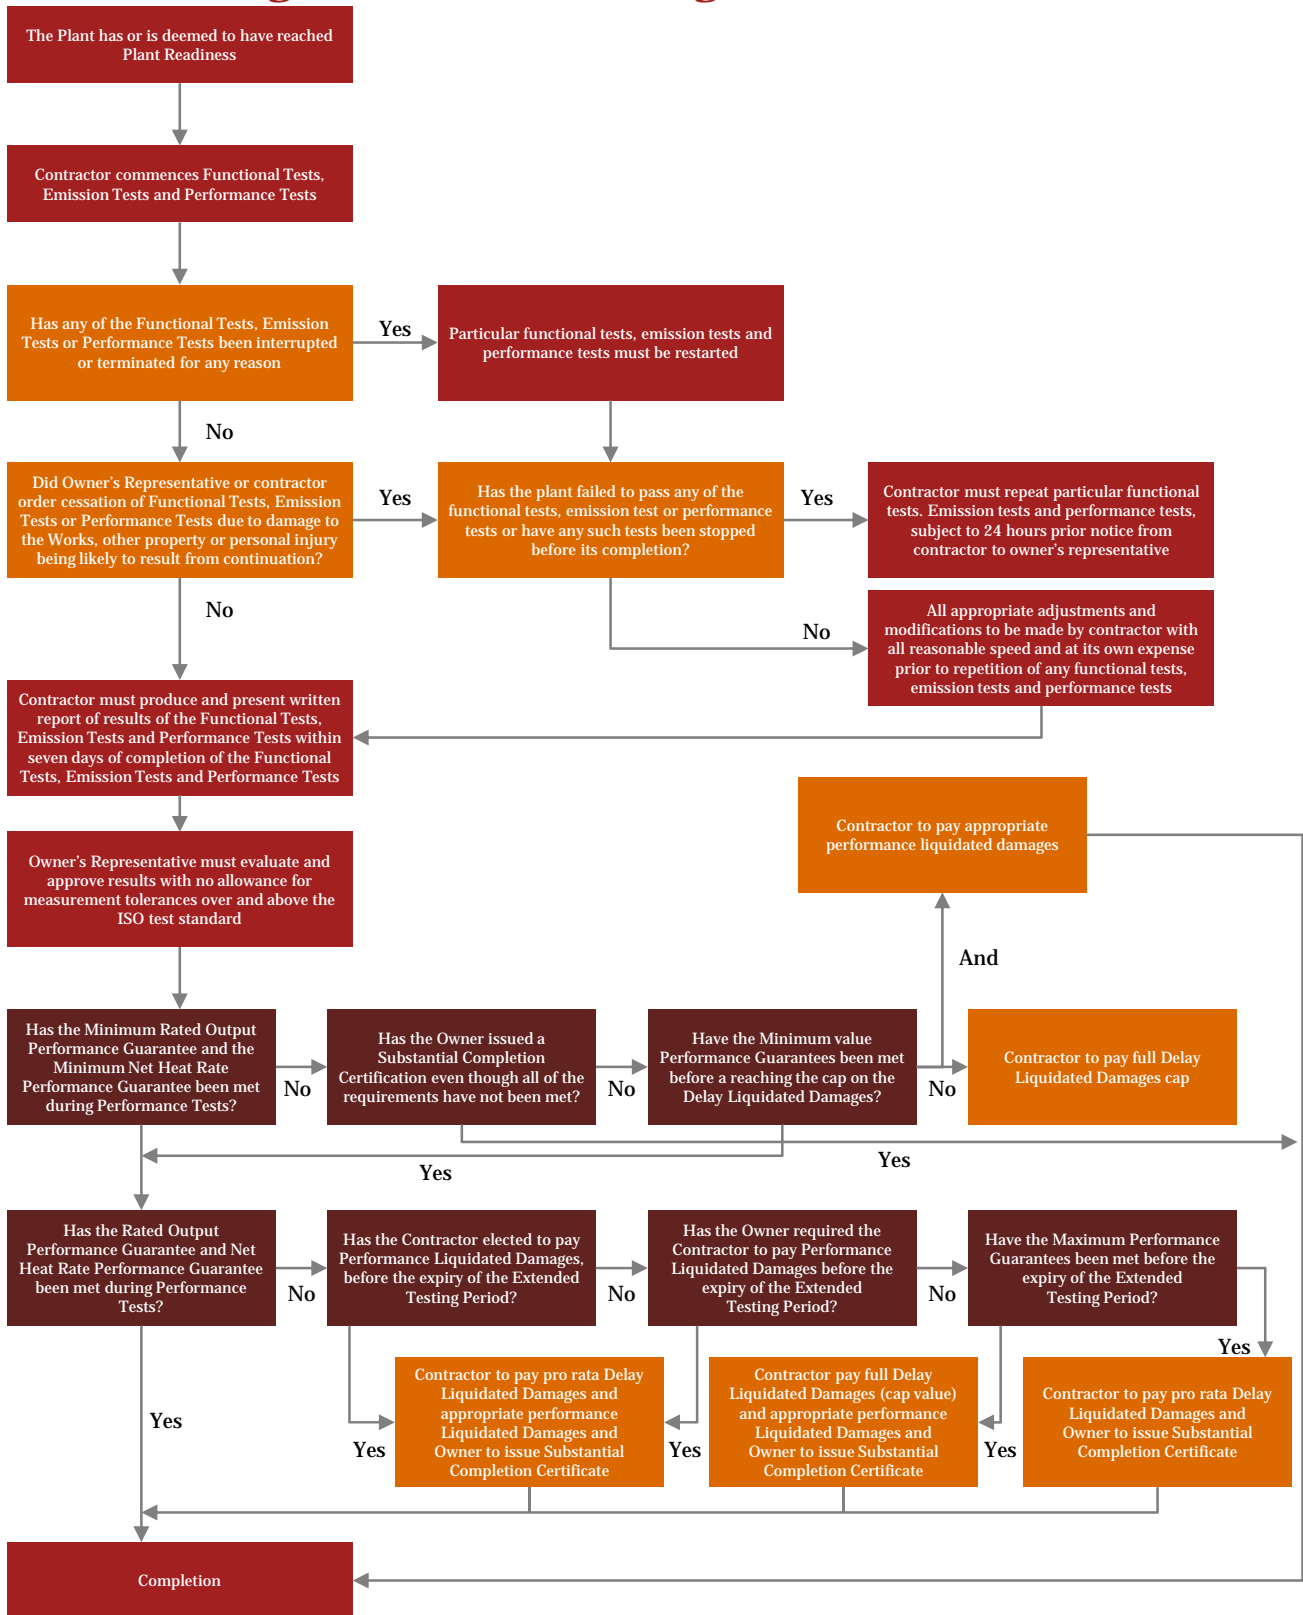 The Plant has or is deemed to have reached
Plant Readiness
Contractor commences Functional Tests,
Emission Tests and Performance Tests
Has any of the Functional Tests, Emission
Tests or Performance Tests been interrupted
or terminated for any reason
Yes
Particular functional tests, emission tests and
performance tests must be restarted
No
Did Owner's Representative or contractor
order cessation of Functional Tests, Emission
Tests or Performance Tests due to damage to
the Works, other property or personal injury
being likely to result from continuation?
Yes
Has the plant failed to pass any of the
functional tests, emission test or performance
tests or have any such tests been stopped
before its completion?
Yes
Contractor must repeat particular functional
tests. Emission tests and performance tests,
subject to 24 hours prior notice from
contractor to owner's representative
No
No
All appropriate adjustments and
modifications to be made by contractor with
all reasonable speed and at its own expense
prior to repetition of any functional tests,
emission tests and performance tests
Contractor must produce and present written
report of results of the Functional Tests,
Emission Tests and Performance Tests within
seven days of completion of the Functional
Tests, Emission Tests and Performance Tests
Contractor to pay appropriate
performance liquidated damages
Owner's Representative must evaluate and
approve results with no allowance for
measurement tolerances over and above the
ISO test standard
And
Has the Minimum Rated Output
Performance Guarantee and the
Minimum Net Heat Rate
Performance Guarantee been met
during Performance Tests?
No
Has the Owner issued a
Substantial Completion
Certification even though all of the
requirements have not been met?
No
Have the Minimum value
Performance Guarantees been met
before a reaching the cap on the
Delay Liquidated Damages?
No
Contractor to pay full Delay
Liquidated Damages cap
Yes
Yes
Has the Rated Output
Performance Guarantee and Net
Heat Rate Performance Guarantee
been met during Performance
Tests?
No
Has the Contractor elected to pay
Performance Liquidated Damages,
before the expiry of the Extended
Testing Period?
No
Has the Owner required the
Contractor to pay Performance
Liquidated Damages before the
expiry of the Extended
Testing Period?
No
Have the Maximum Performance
Guarantees been met before the
expiry of the Extended
Testing Period?
Yes
Yes
Yes
Contractor to pay pro rata Delay
Liquidated Damages and
appropriate performance
Liquidated Damages and
Owner to issue Substantial
Completion Certificate
Yes
Contractor pay full Delay
Liquidated Damages (cap value)
and appropriate performance
Liquidated Damages and
Owner to issue Substantial
Completion Certificate
Yes
Contractor to pay pro rata Delay
Liquidated Damages and
Owner to issue Substantial
Completion Certificate
Completion